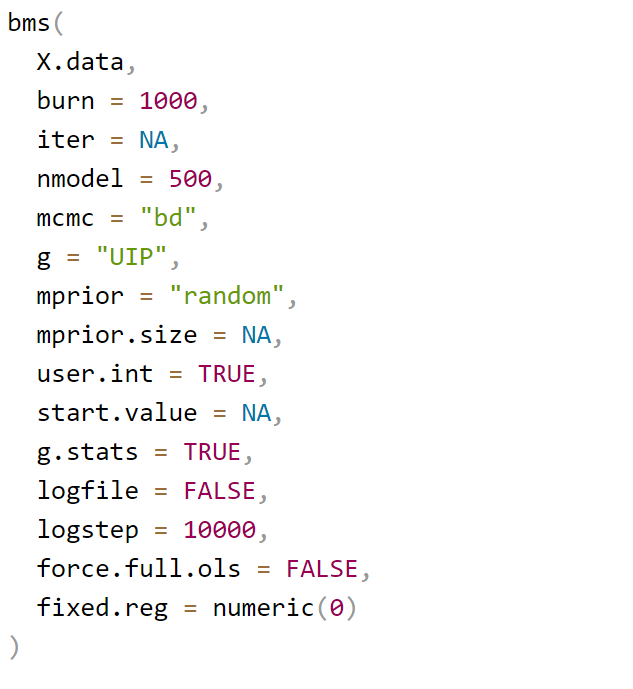 bms(
  X.data,
  burn = 1000,
  iter = NA,
  nmodel = 500,
  mcmc = "bd",
  g = "UIP",
  mprior = "random",
  mprior.size = NA,
  user.int = TRUE,
  start.value = NA,
  g.stats = TRUE,
  logfile = FALSE,
  logstep = 10000,
  force.full.ols = FALSE,
  fixed.reg = numeric(0)
)